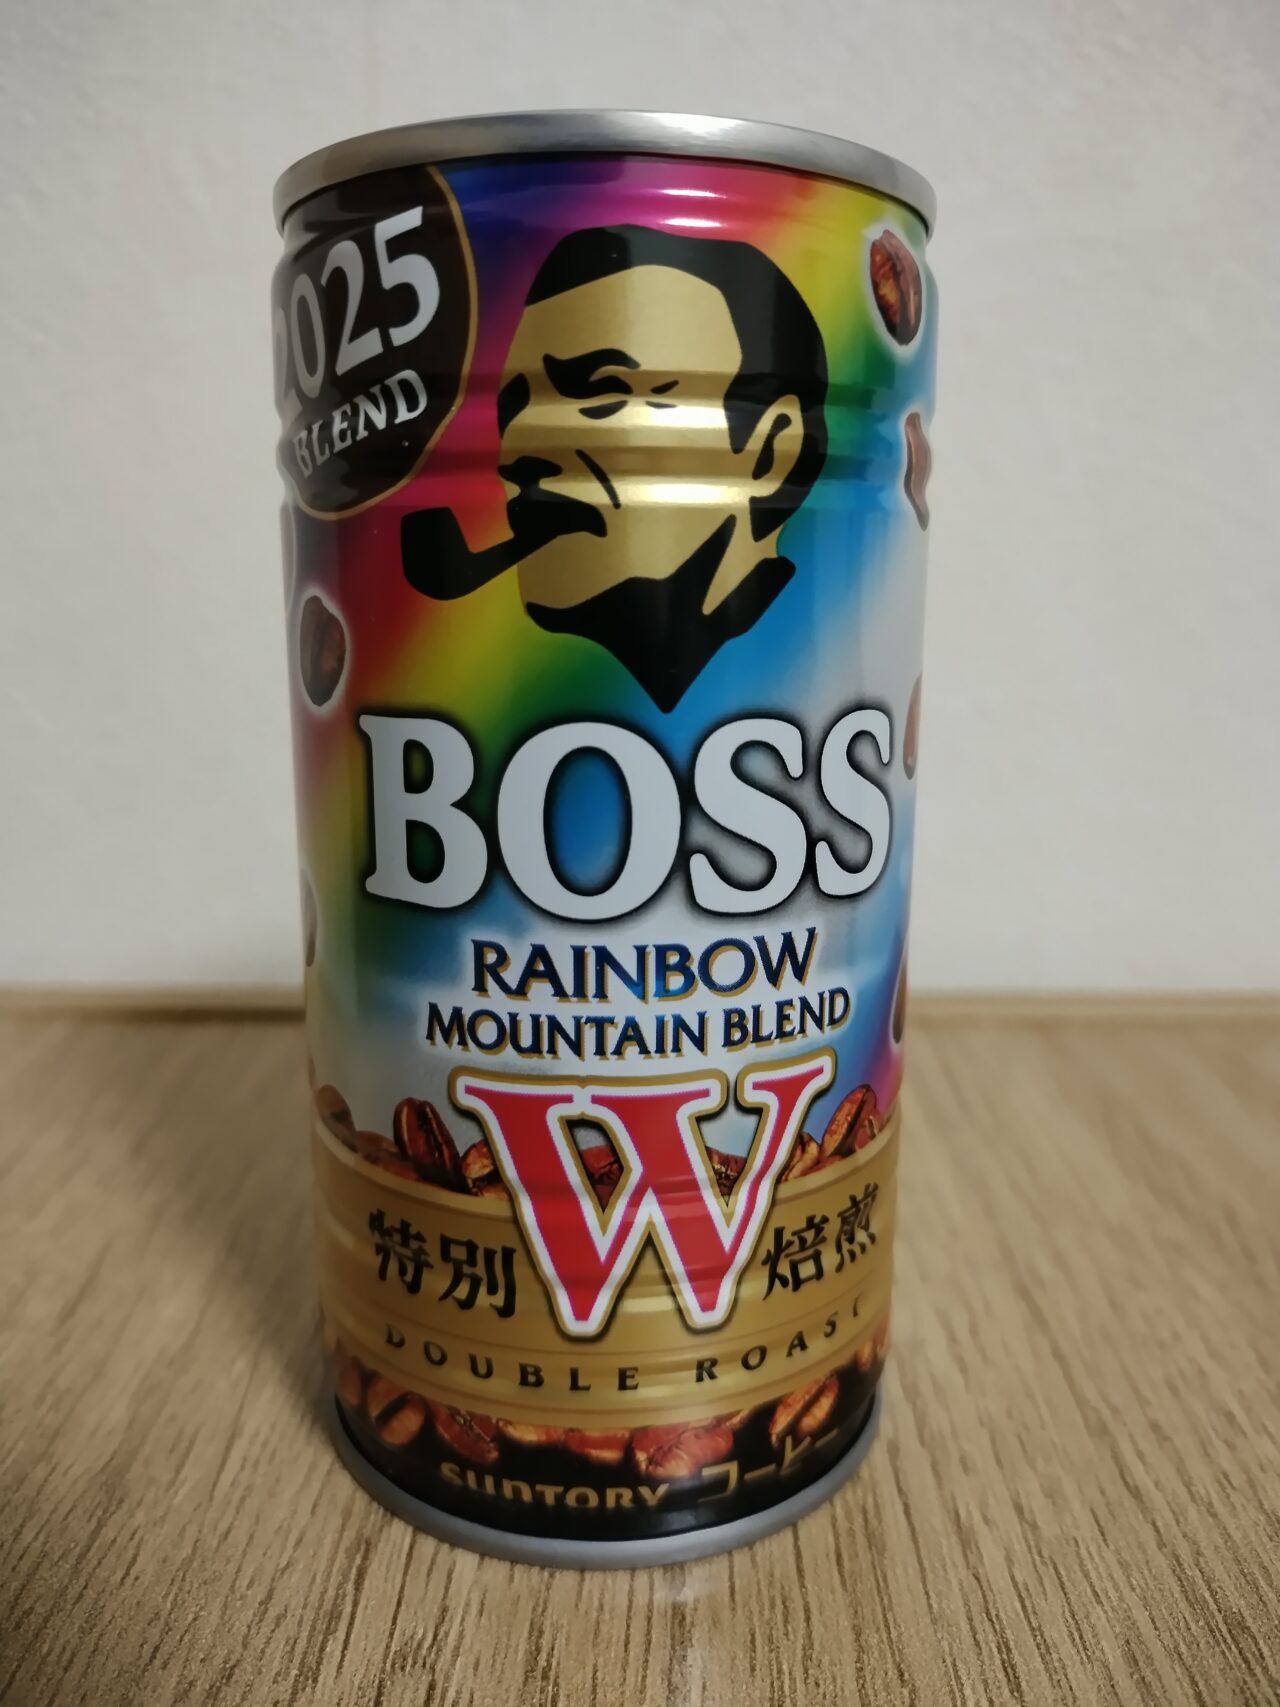 2025
BLEND
BOSS
RAINBOW
MOUNTAIN BLEND
特別 W 焙煎
DOUBLE ROAST
SUNTORY コーヒー